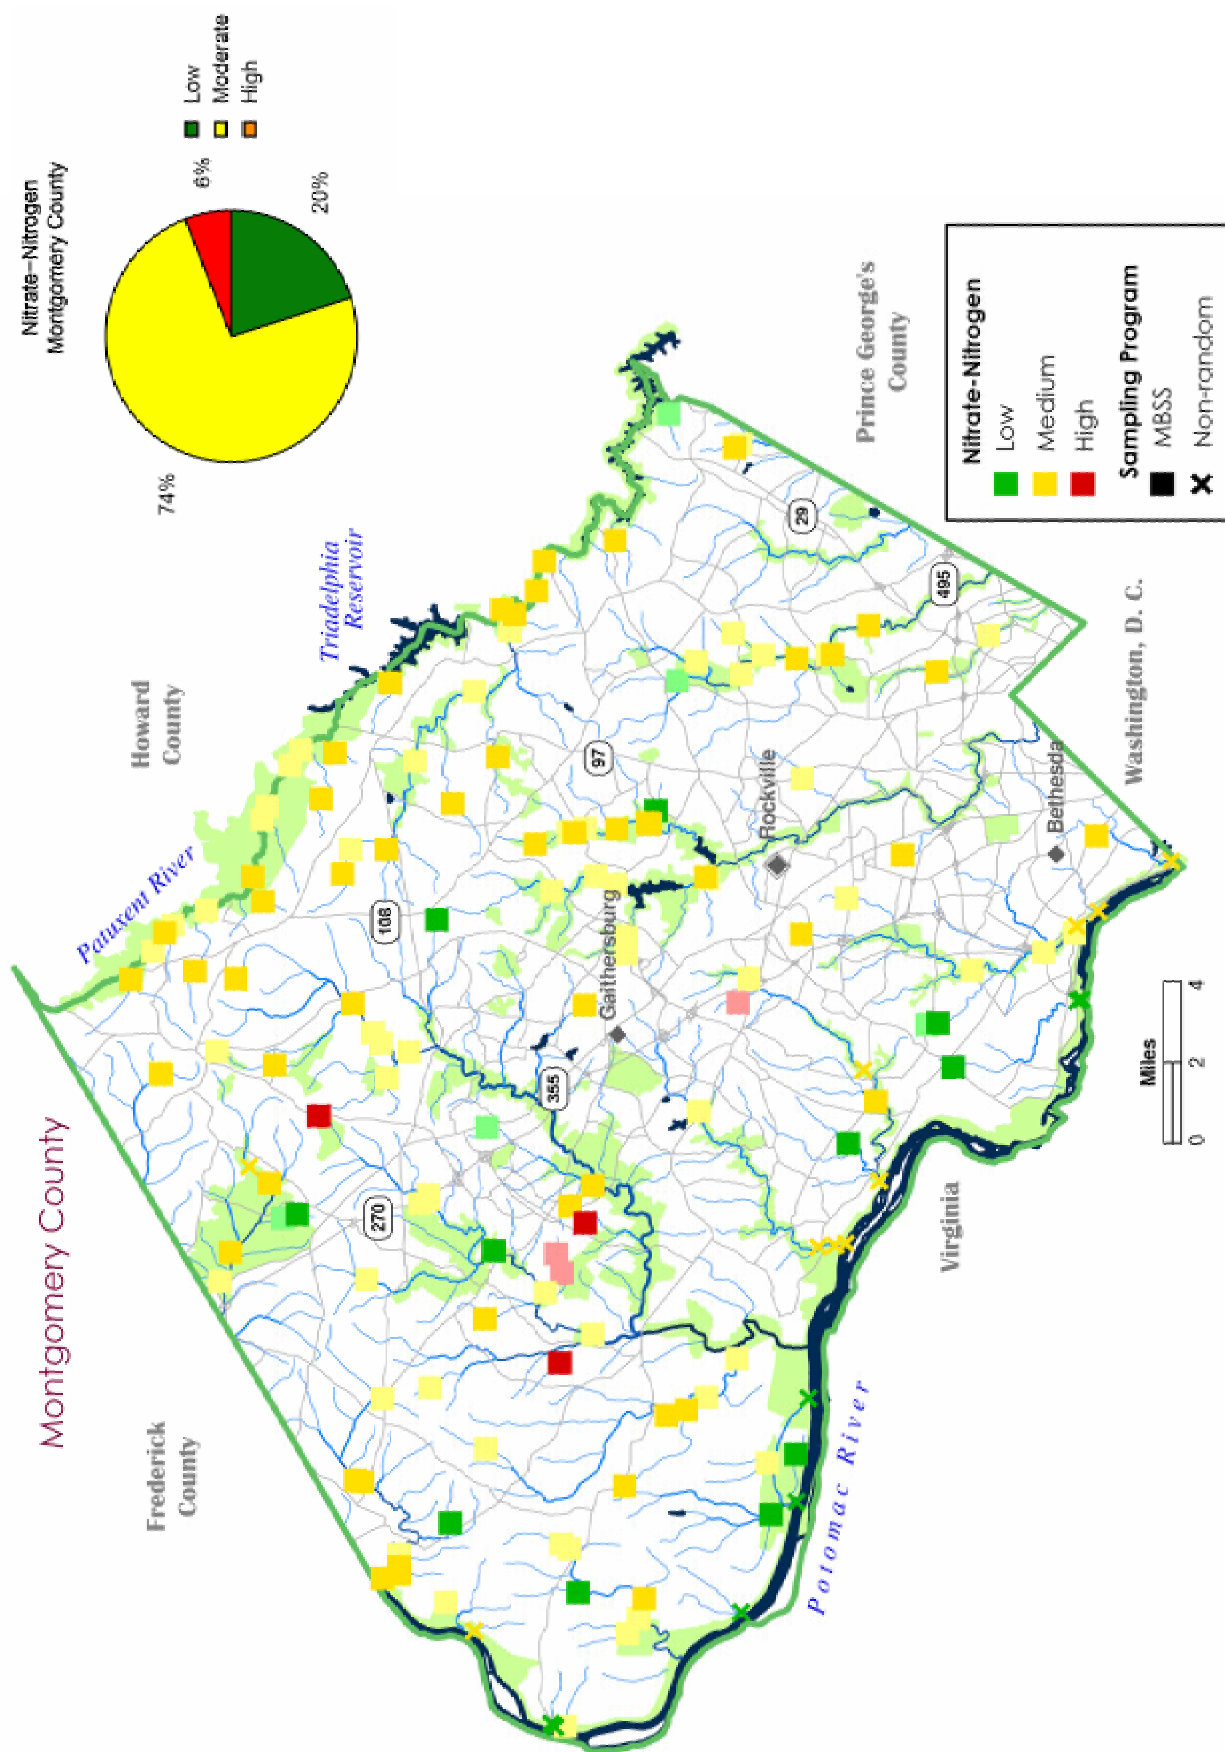 Montgomery County
Nitrate-Nitrogen
Montgomery County
74%
6%
20%
Low
Moderate
High
Frederick
County
Howard
County
Patuxent River
Triadelphia
Reservoir
Prince George's
County
270
108
355
97
29
495
Gaithersburg
Rockville
Bethesda
Potomac River
Virginia
Washington, D. C.
Miles
0
2
4
Nitrate-Nitrogen
Low
Medium
High
Sampling Program
MBSS
Non-random